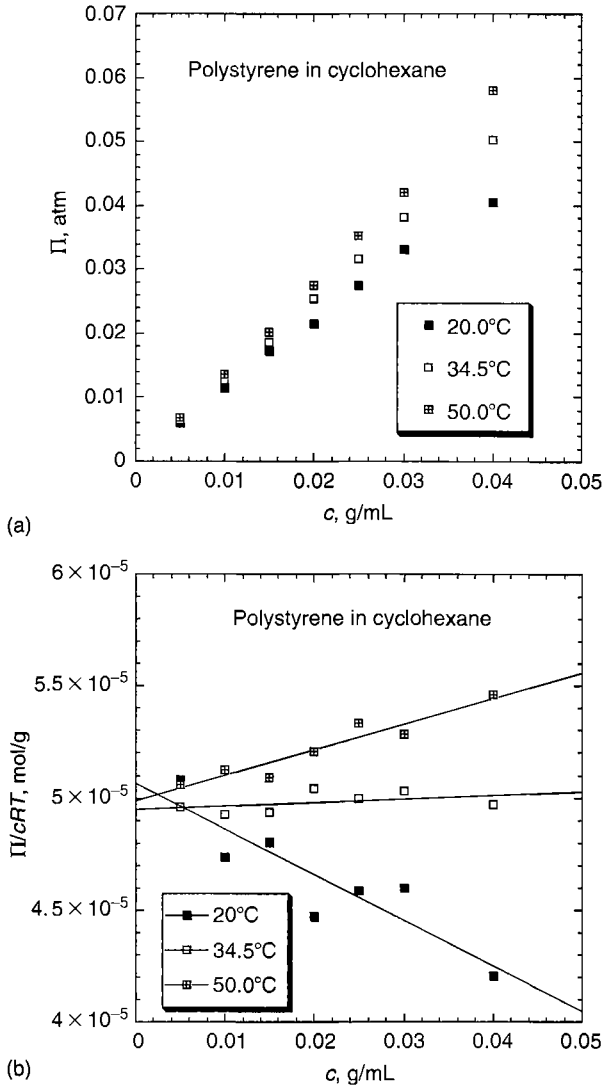 0.07
Polystyrene in cyclohexane
0.06
0.05
0.04
0.03
0.02
0.01
0
Π, atm
20.0°C
34.5°C
50.0°C
0 0.01 0.02 0.03 0.04 0.05
c, g/mL
(a)
6 × 10⁻⁵
Polystyrene in cyclohexane
5.5 × 10⁻⁵
5 × 10⁻⁵
4.5 × 10⁻⁵
4 × 10⁻⁵
Π/cRT, mol/g
20°C
34.5°C
50.0°C
0 0.01 0.02 0.03 0.04 0.05
c, g/mL
(b)